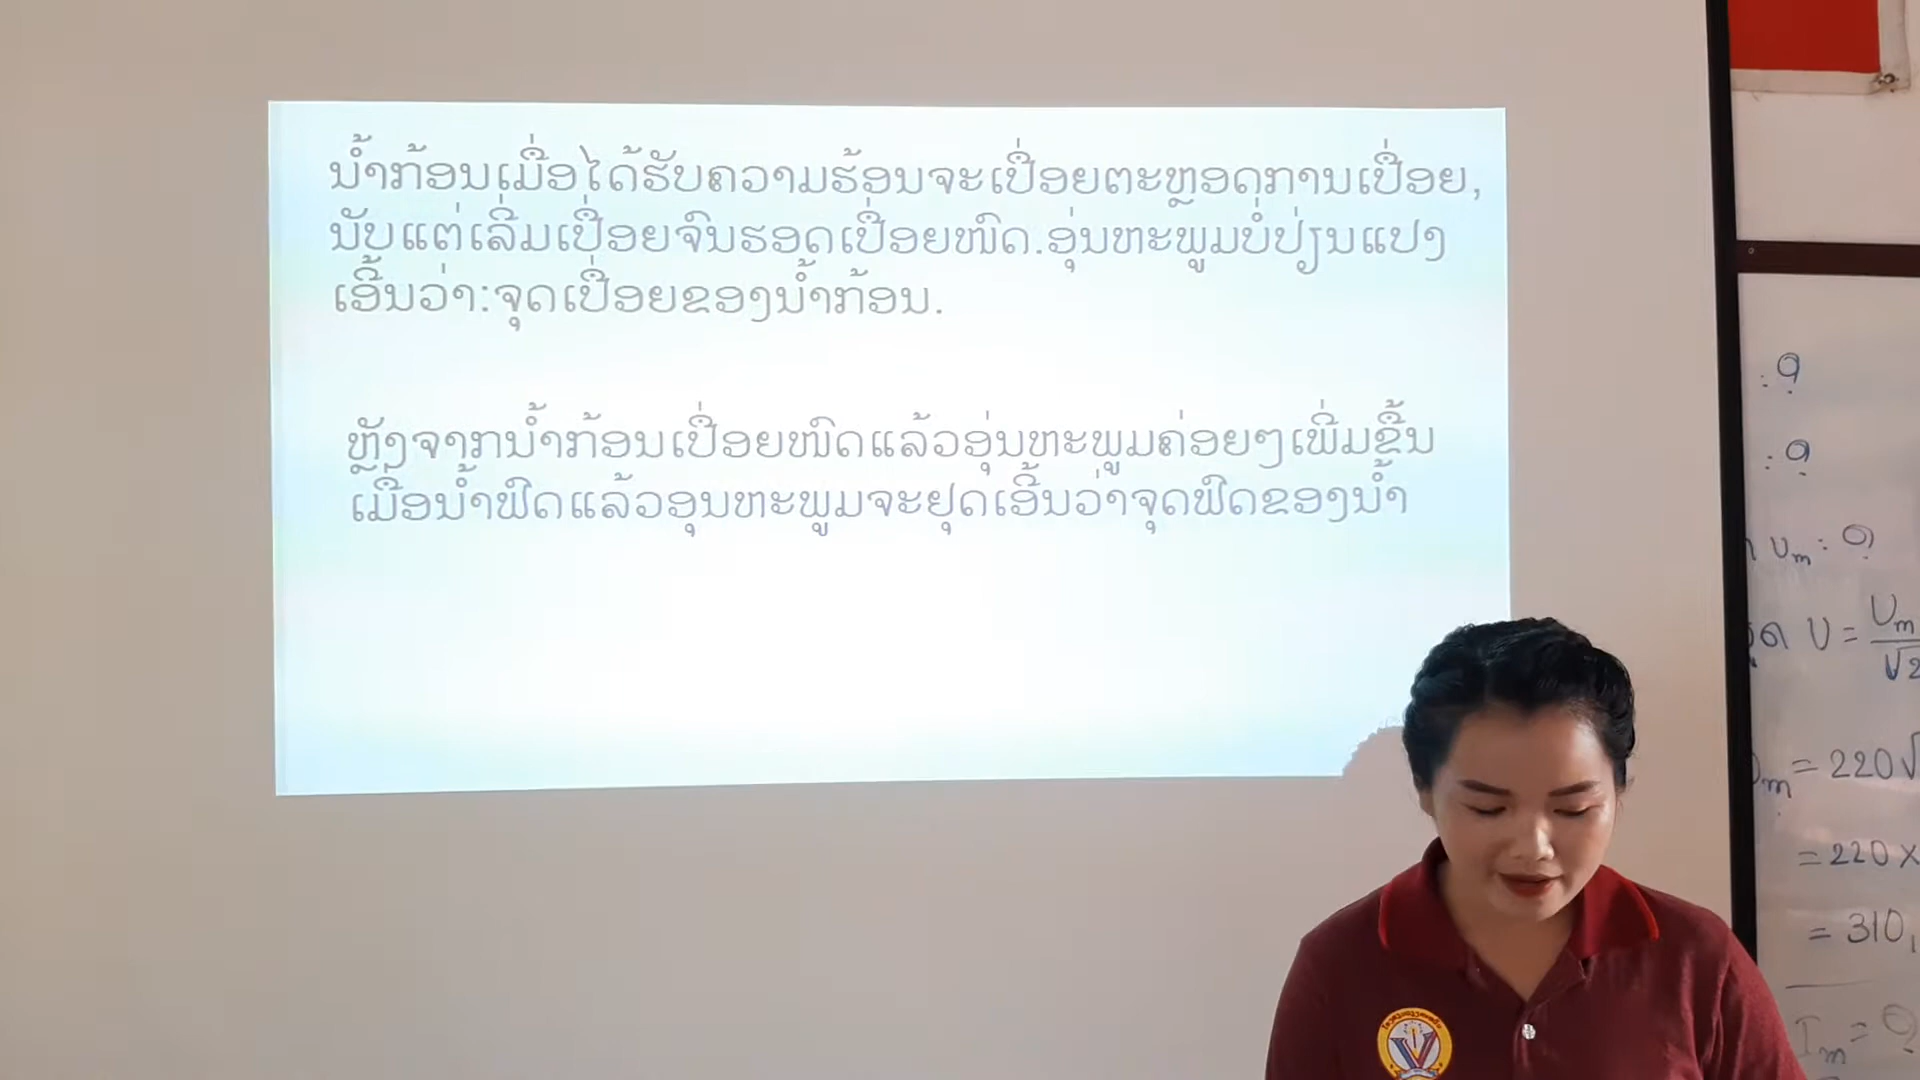 ນ້ຳກ້ອນເມື່ອໄດ້ຮັບຄວາມຮ້ອນຈະເປື່ອຍຕະຫຼອດການເປື່ອຍ,
ນັບແຕ່ເລີ່ມເປື່ອຍຈົນຮອດເປື່ອຍໝົດ.ອຸ່ນຫະພູມບໍ່ປ່ຽນແປງ
ເອີ້ນວ່າ:ຈຸດເປື່ອຍຂອງນ້ຳກ້ອນ.
ຫຼັງຈາກນ້ຳກ້ອນເປື່ອຍໝົດແລ້ວອຸ່ນຫະພູມຄ່ອຍໆເພີ່ມຂຶ້ນ
ເມື່ອນ້ຳຟົດແລ້ວອຸນຫະພູມຈະຢຸດເອີ້ນວ່າຈຸດຟົດຂອງນ້ຳ
: ?
: ?
Um : ?
U = Um/√2
Um = 220√
= 220 x
= 310,
Im = ?